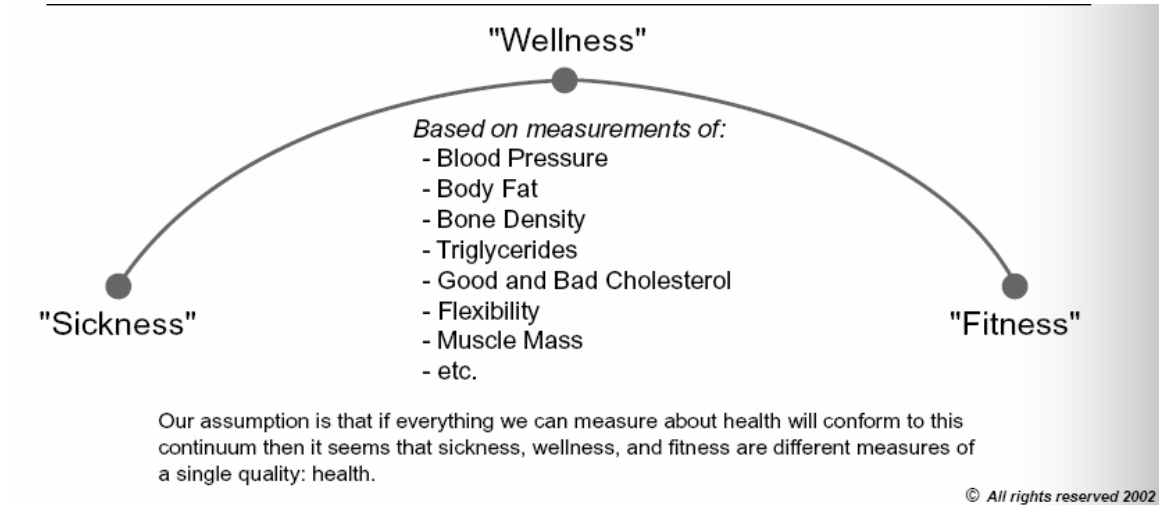 "Wellness"
Based on measurements of:
- Blood Pressure
- Body Fat
- Bone Density
- Triglycerides
- Good and Bad Cholesterol
- Flexibility
- Muscle Mass
- etc.
"Sickness"
"Fitness"
Our assumption is that if everything we can measure about health will conform to this
continuum then it seems that sickness, wellness, and fitness are different measures of
a single quality: health.
© All rights reserved 2002